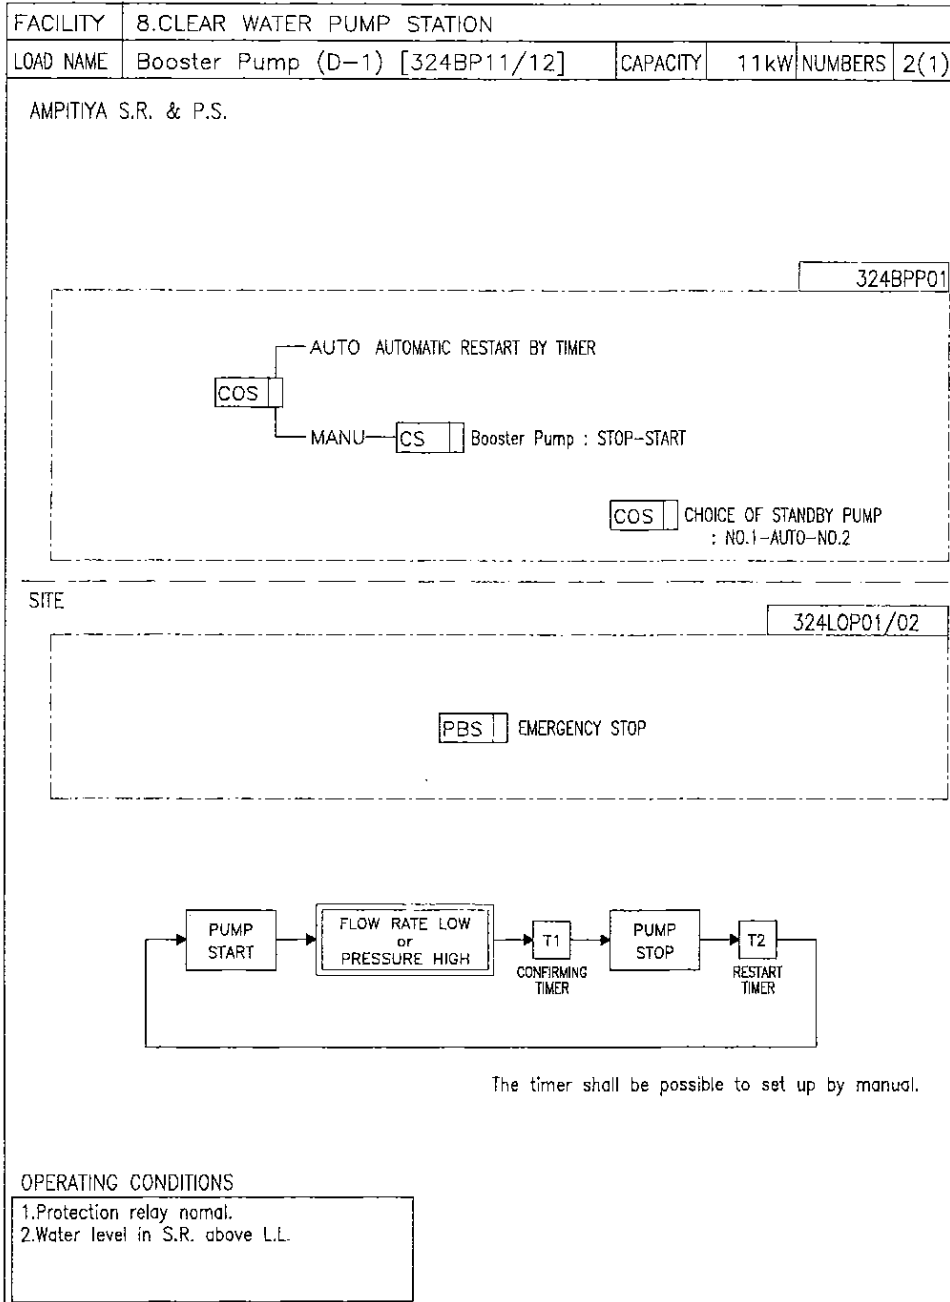 FACILITY 8.CLEAR WATER PUMP STATION
LOAD NAME Booster Pump (D-1) [324BP11/12] CAPACITY 11kW NUMBERS 2(1)
AMPITIYA S.R. & P.S.
324BPP01
AUTO AUTOMATIC RESTART BY TIMER
COS
MANU CS Booster Pump : STOP-START
COS CHOICE OF STANDBY PUMP
: NO.1-AUTO-NO.2
SITE
324LOP01/02
PBS EMERGENCY STOP
PUMP
START
FLOW RATE LOW
or
PRESSURE HIGH
T1
CONFIRMING
TIMER
PUMP
STOP
T2
RESTART
TIMER
The timer shall be possible to set up by manual.
OPERATING CONDITIONS
1.Protection relay nomal.
2.Water level in S.R. above L.L.